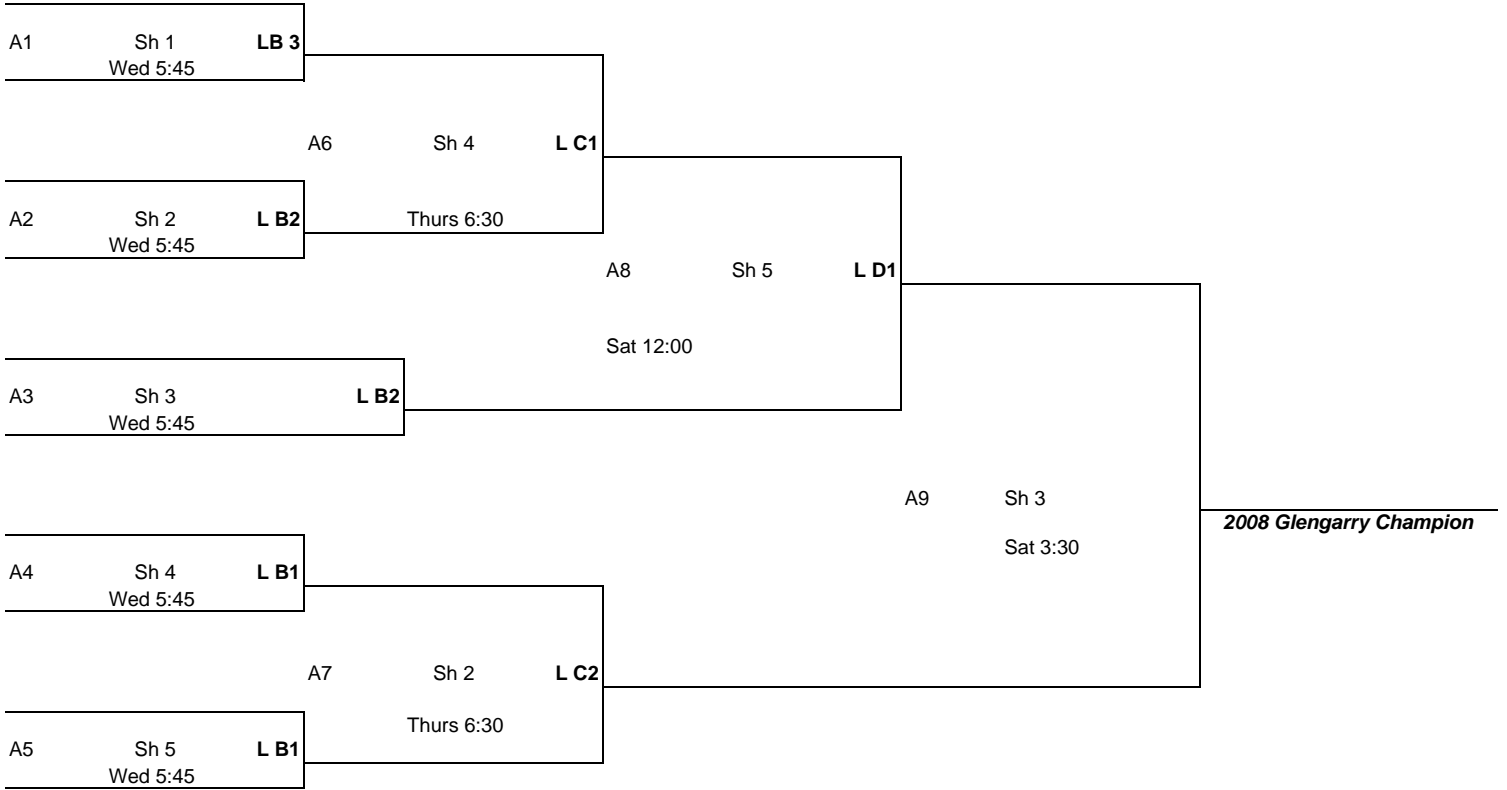 A1 Sh 1 LB 3
Wed 5:45
A6 Sh 4 L C1
A2 Sh 2 L B2 Thurs 6:30
Wed 5:45
A8 Sh 5 L D1
Sat 12:00
A3 Sh 3 L B2
Wed 5:45
A9 Sh 3
2008 Glengarry Champion
Sat 3:30
A4 Sh 4 L B1
Wed 5:45
A7 Sh 2 L C2
Thurs 6:30
A5 Sh 5 L B1
Wed 5:45